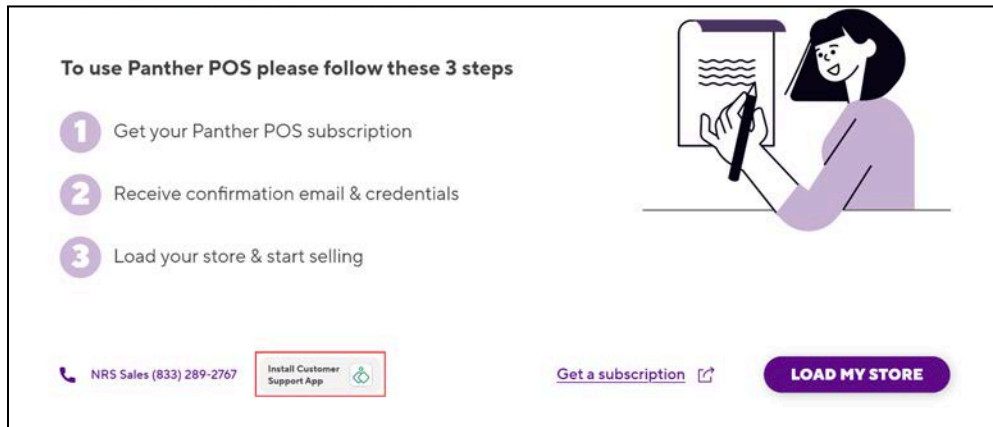 To use Panther POS please follow these 3 steps
1 Get your Panther POS subscription
2 Receive confirmation email & credentials
3 Load your store & start selling
NRS Sales (833) 289-2767
Install Customer
Support App
Get a subscription
LOAD MY STORE